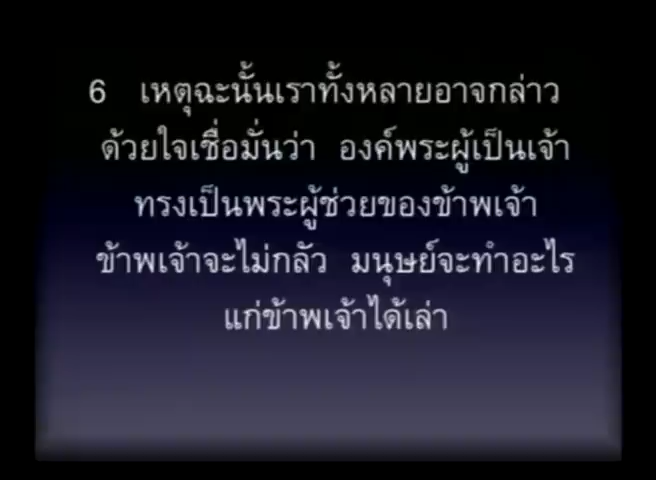 6 เหตุฉะนั้นเราทั้งหลายอาจกล่าว
ด้วยใจเชื่อมั่นว่า องค์พระผู้เป็นเจ้า
ทรงเป็นพระผู้ช่วยของข้าพเจ้า
ข้าพเจ้าจะไม่กลัว มนุษย์จะทำอะไร
แก่ข้าพเจ้าได้เล่า